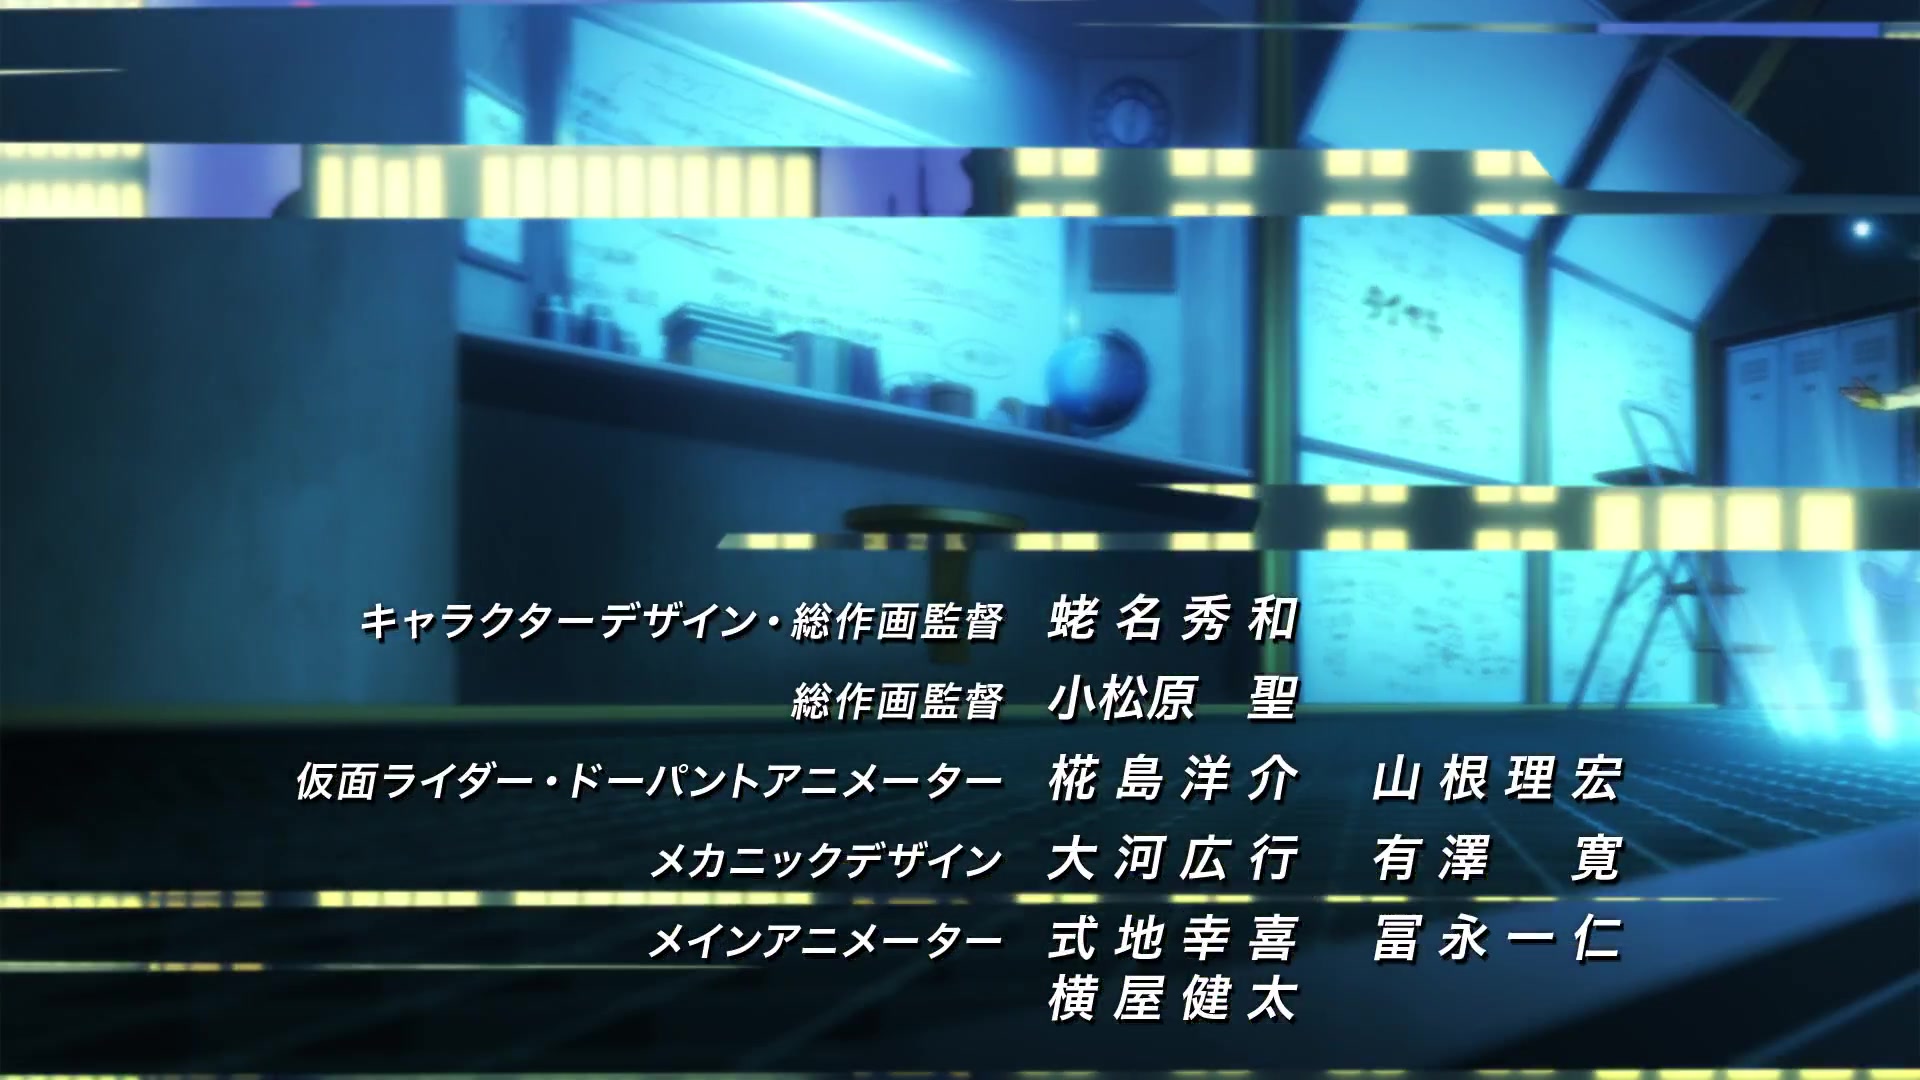 キャラクターデザイン・総作画監督 蛯名秀和
総作画監督 小松原 聖
仮面ライダー・ドーパントアニメーター 椛島洋介 山根理宏
メカニックデザイン 大河広行 有澤 寛
メインアニメーター 式地幸喜 冨永一仁
横屋健太